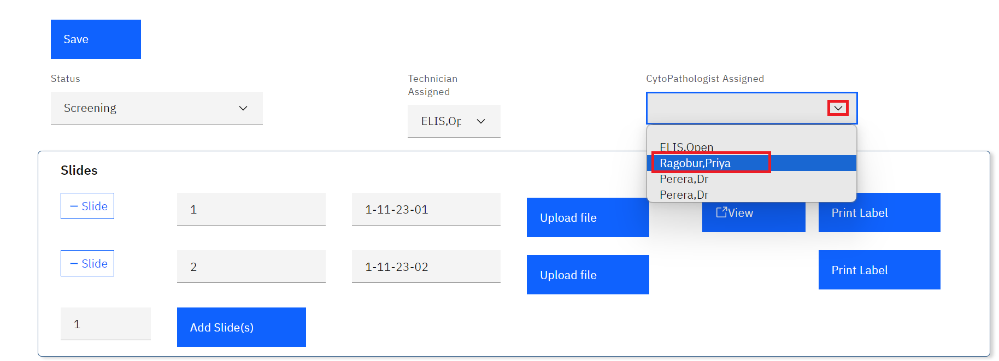 Save
Status
Technician
Assigned
CytoPathologist Assigned
Screening
ELIS,Op
ELIS,Open
Ragobur,Priya
Perera,Dr
Perera,Dr
Slides
− Slide
1
1-11-23-01
Upload file
View
Print Label
− Slide
2
1-11-23-02
Upload file
Print Label
1
Add Slide(s)